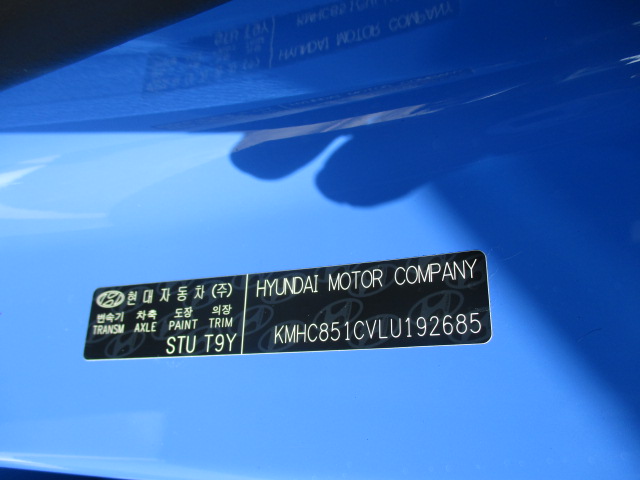 현대자동차 (주)
변속기 차축 도장 의장
TRANSM AXLE PAINT TRIM
STU T9Y
HYUNDAI MOTOR COMPANY
KMHC851CVLU192685